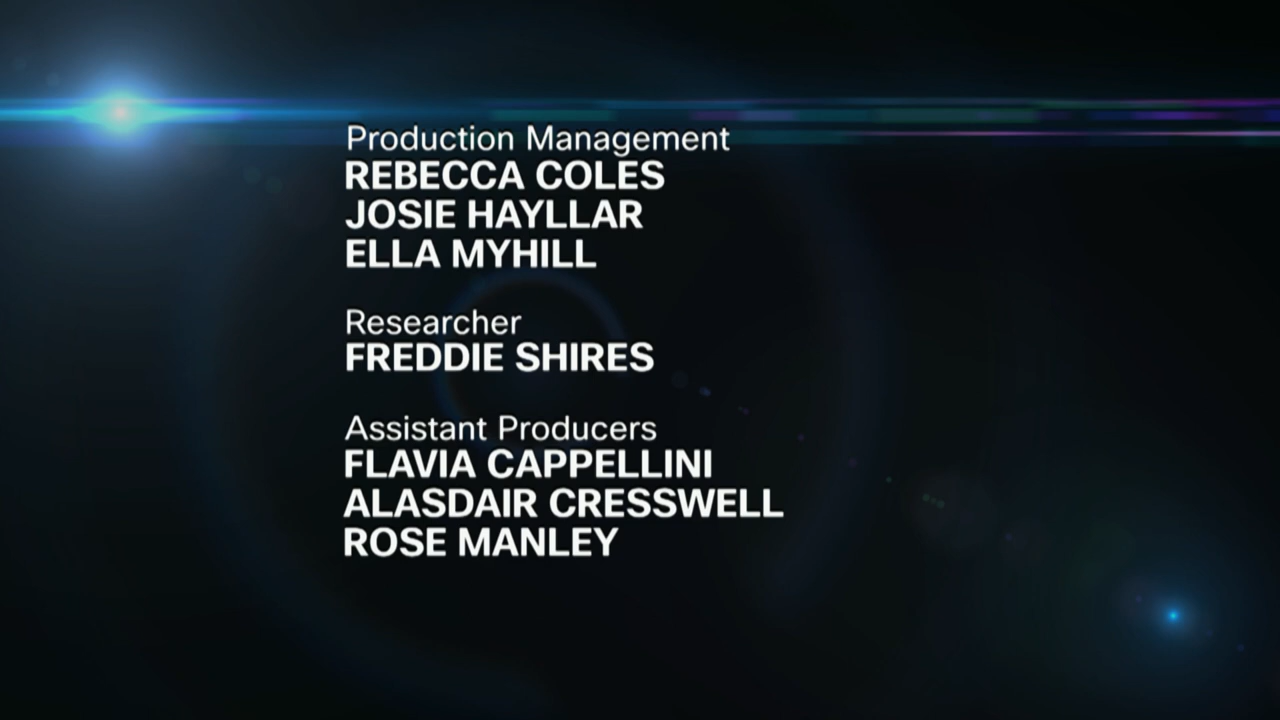 Production Management
REBECCA COLES
JOSIE HAYLLAR
ELLA MYHILL
Researcher
FREDDIE SHIRES
Assistant Producers
FLAVIA CAPPELLINI
ALASDAIR CRESSWELL
ROSE MANLEY